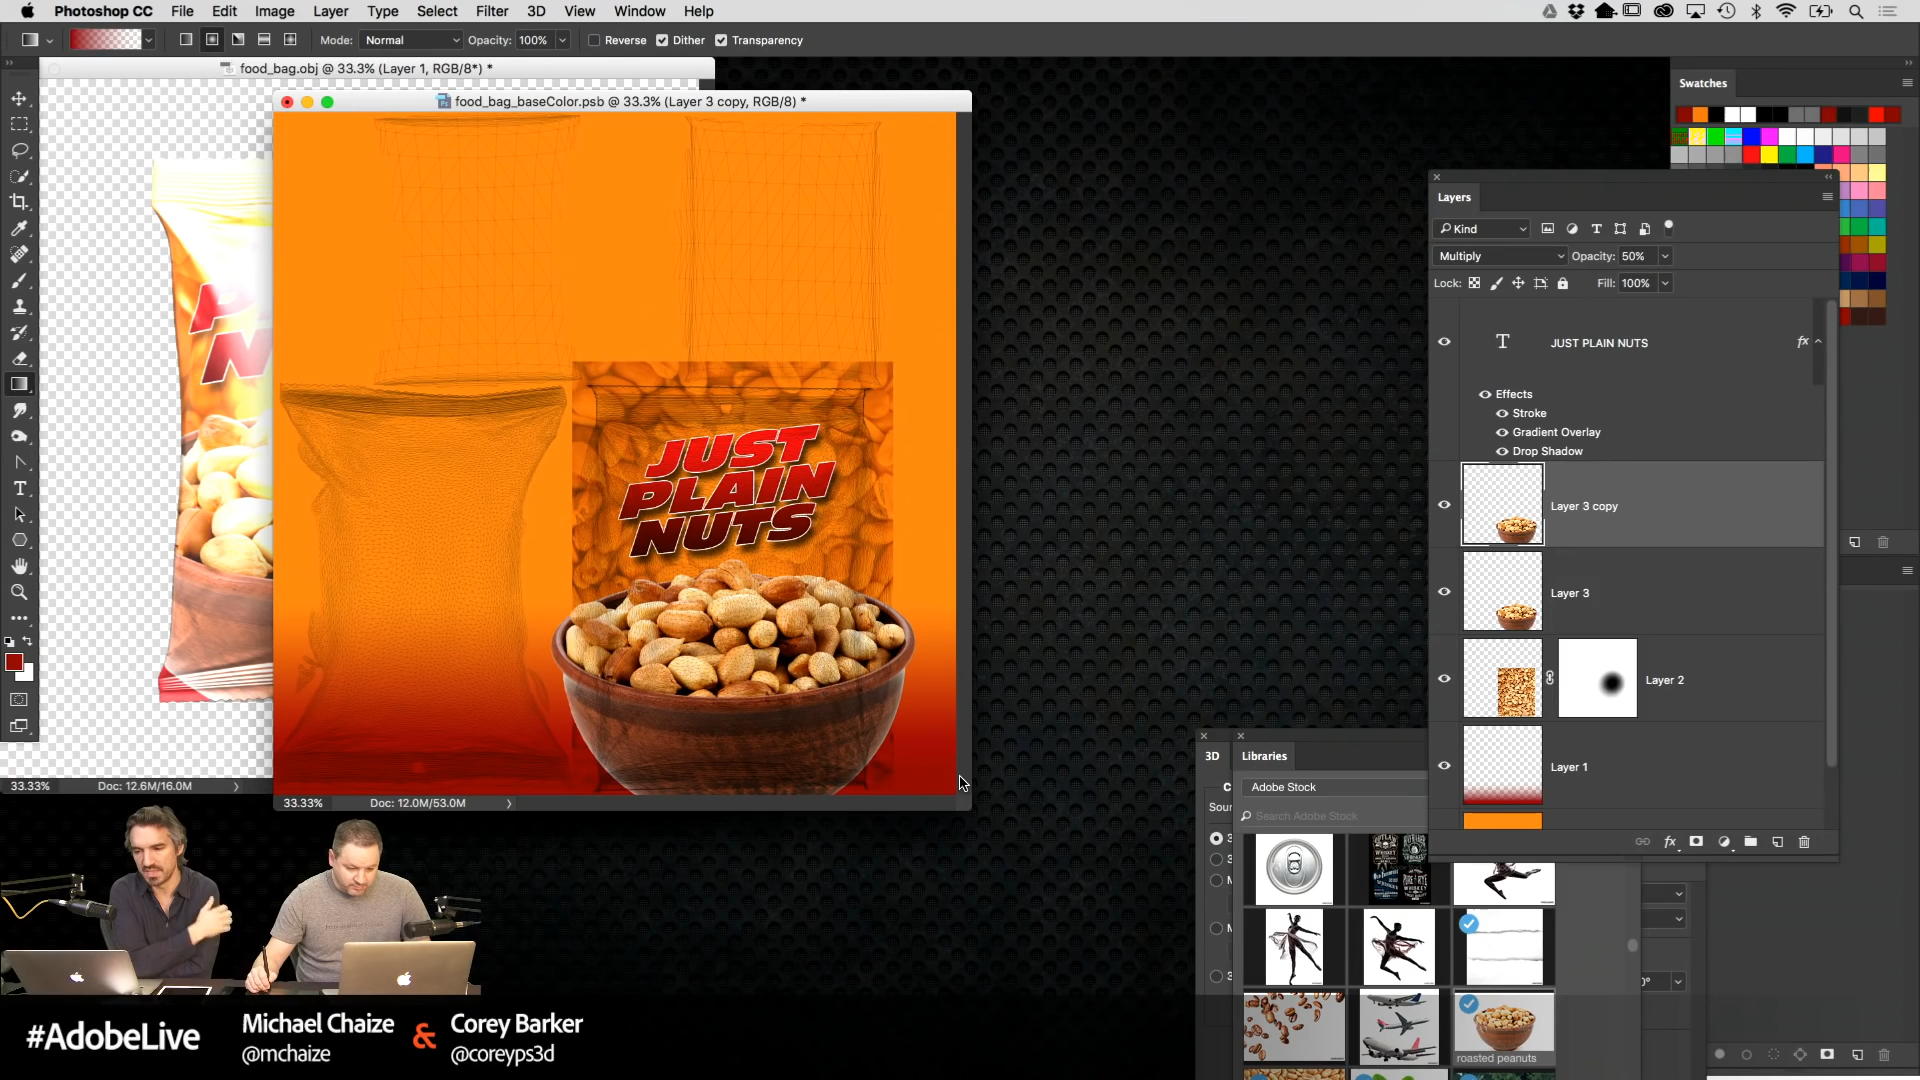 Photoshop CC File Edit Image Layer Type Select Filter 3D View Window Help
Mode: Normal Opacity: 100% Reverse Dither Transparency
food_bag.obj @ 33.3% (Layer 1, RGB/8*) *
food_bag_baseColor.psb @ 33.3% (Layer 3 copy, RGB/8) *
Swatches
Layers
Kind
Multiply Opacity: 50%
Lock: Fill: 100%
T JUST PLAIN NUTS fx
Effects
Stroke
Gradient Overlay
Drop Shadow
Layer 3 copy
Layer 3
Layer 2
Layer 1
JUST
PLAIN
NUTS
33.33% Doc: 12.6M/16.0M
33.33% Doc: 12.0M/53.0M
3D Libraries
Adobe Stock
Search Adobe Stock
roasted peanuts
#AdobeLive
Michael Chaize & Corey Barker
@mchaize @coreyps3d